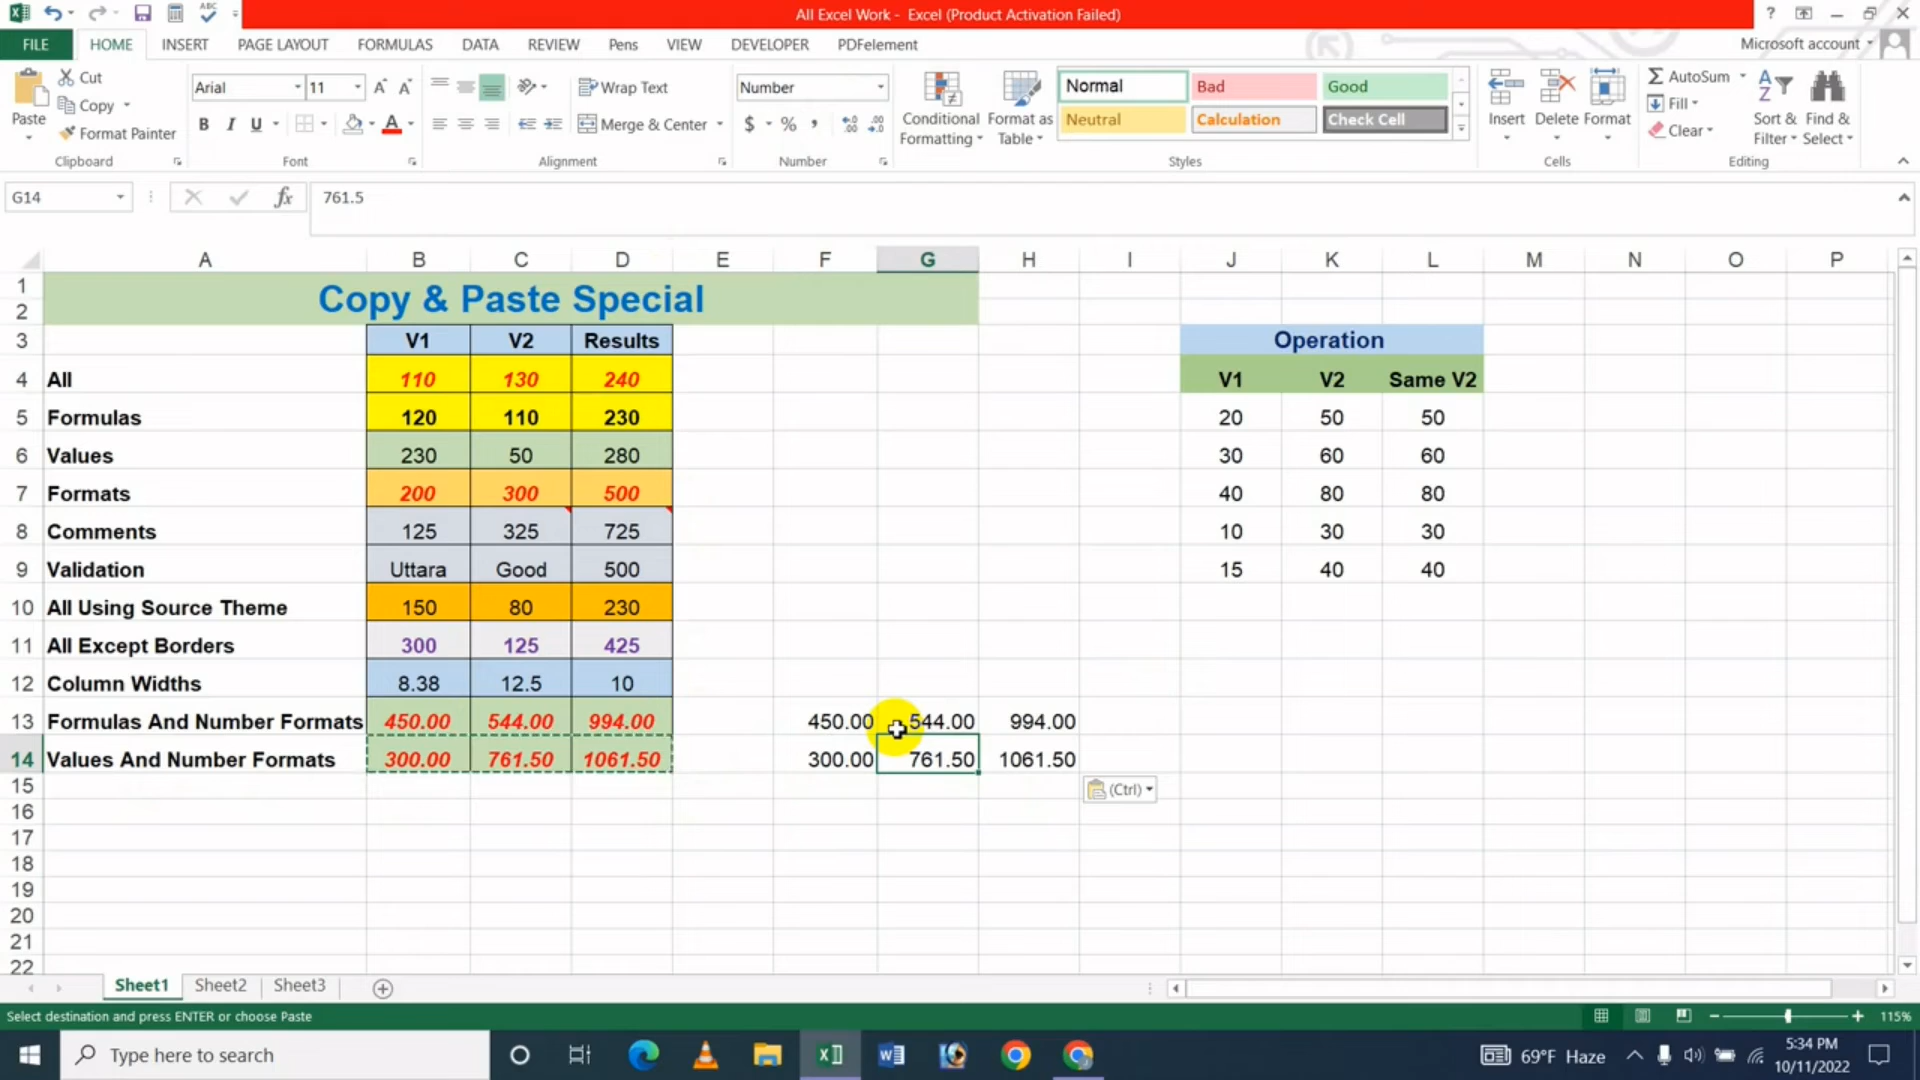 All Excel Work - Excel (Product Activation Failed)
FILE HOME INSERT PAGE LAYOUT FORMULAS DATA REVIEW Pens VIEW DEVELOPER PDFelement Microsoft account
Paste
Cut
Copy
Format Painter
Clipboard
Arial 11
B I U
Font
Wrap Text
Merge & Center
Alignment
Number
$ % ,
Number
Conditional Formatting
Format as Table
Normal Bad Good
Neutral Calculation Check Cell
Styles
Insert Delete Format
Cells
AutoSum
Fill
Clear
Sort & Filter
Find & Select
Editing
G14 fx 761.5
A B C D E F G H I J K L M N O P
1 Copy & Paste Special
2
3 V1 V2 Results Operation
4 All 110 130 240 V1 V2 Same V2
5 Formulas 120 110 230 20 50 50
6 Values 230 50 280 30 60 60
7 Formats 200 300 500 40 80 80
8 Comments 125 325 725 10 30 30
9 Validation Uttara Good 500 15 40 40
10 All Using Source Theme 150 80 230
11 All Except Borders 300 125 425
12 Column Widths 8.38 12.5 10
13 Formulas And Number Formats 450.00 544.00 994.00 450.00 544.00 994.00
14 Values And Number Formats 300.00 761.50 1061.50 300.00 761.50 1061.50
15 (Ctrl)
16
17
18
19
20
21
22
Sheet1 Sheet2 Sheet3
Select destination and press ENTER or choose Paste 115%
Type here to search 69°F Haze 5:34 PM
10/11/2022